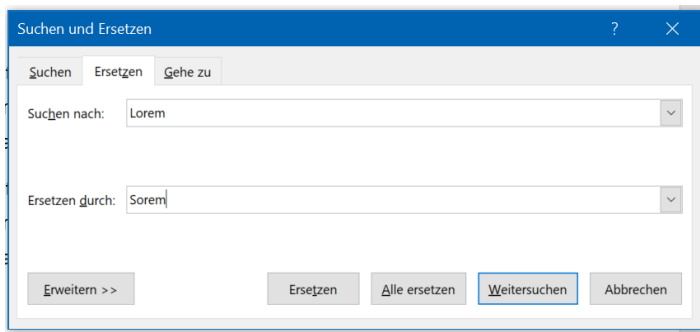 Suchen und Ersetzen ?
Suchen Ersetzen Gehe zu
Suchen nach: Lorem
Ersetzen durch: Sorem
Erweitern >> Ersetzen Alle ersetzen Weitersuchen Abbrechen